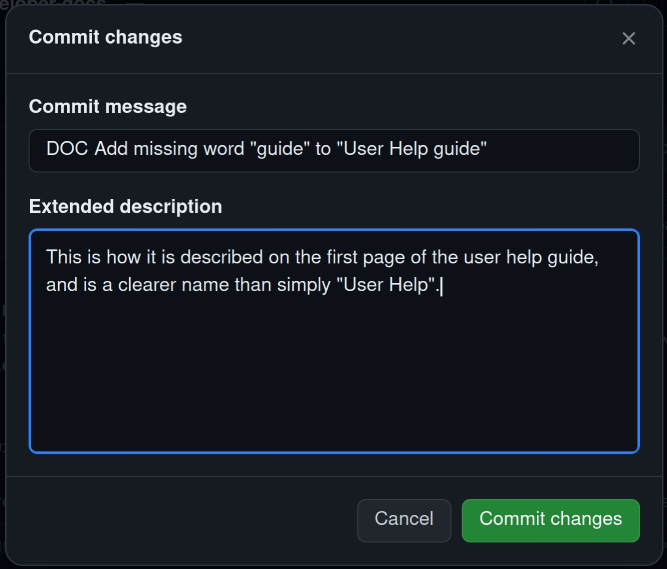 Commit changes
Commit message
DOC Add missing word "guide" to "User Help guide"
Extended description
This is how it is described on the first page of the user help guide,
and is a clearer name than simply "User Help".
Cancel
Commit changes